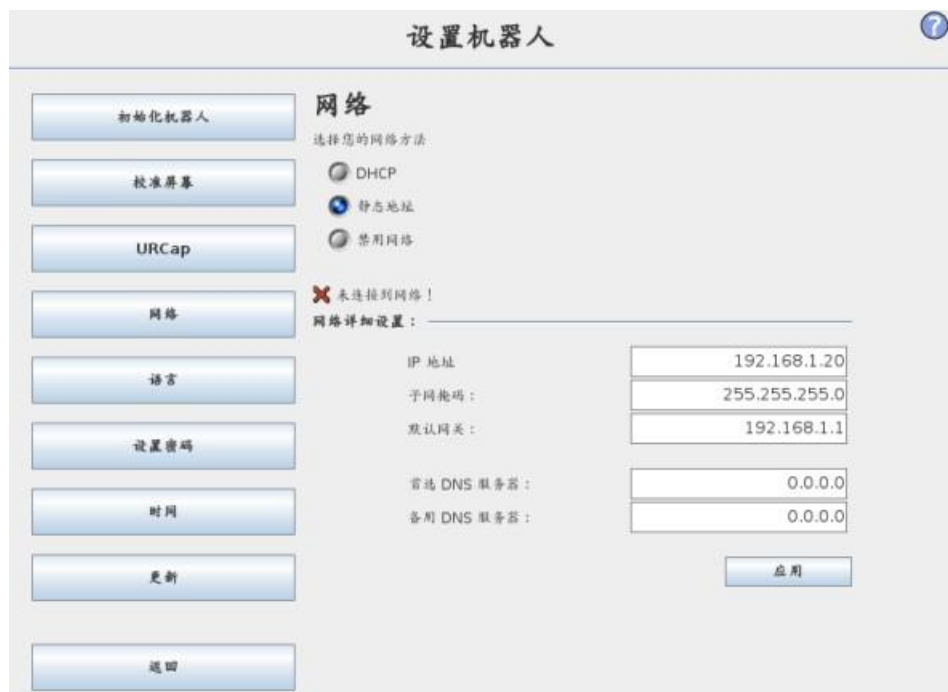 设置机器人
?
初始化机器人
校准屏幕
URCap
网络
语言
设置密码
时间
更新
返回
网络
选择您的网络方法
DHCP
静态地址
禁用网络
未连接到网络！
网络详细设置：
IP 地址 192.168.1.20
子网掩码： 255.255.255.0
默认网关： 192.168.1.1
首选 DNS 服务器： 0.0.0.0
备用 DNS 服务器： 0.0.0.0
应用